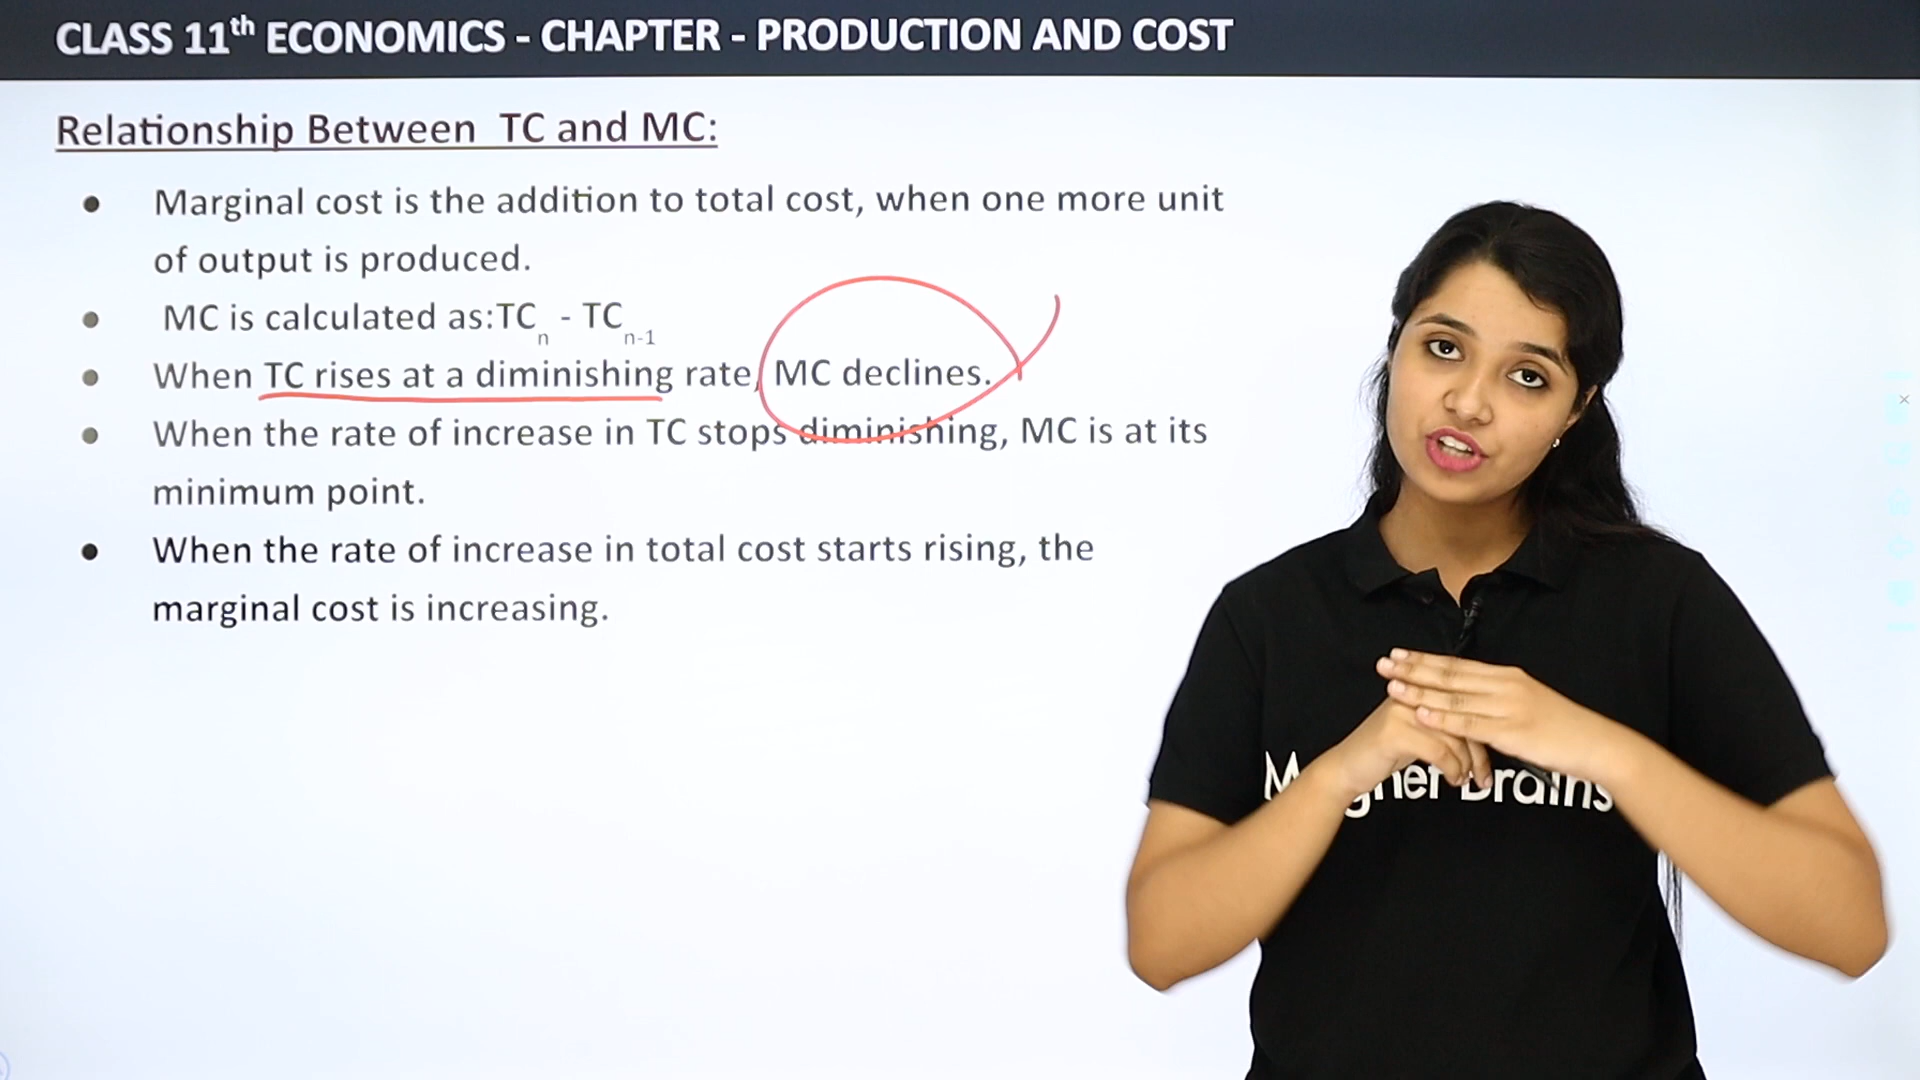 CLASS 11th ECONOMICS - CHAPTER - PRODUCTION AND COST
Relationship Between TC and MC:
● Marginal cost is the addition to total cost, when one more unit
of output is produced.
● MC is calculated as:TCn - TCn-1
● When TC rises at a diminishing rate, MC declines.
● When the rate of increase in TC stops diminishing, MC is at its
minimum point.
● When the rate of increase in total cost starts rising, the
marginal cost is increasing.